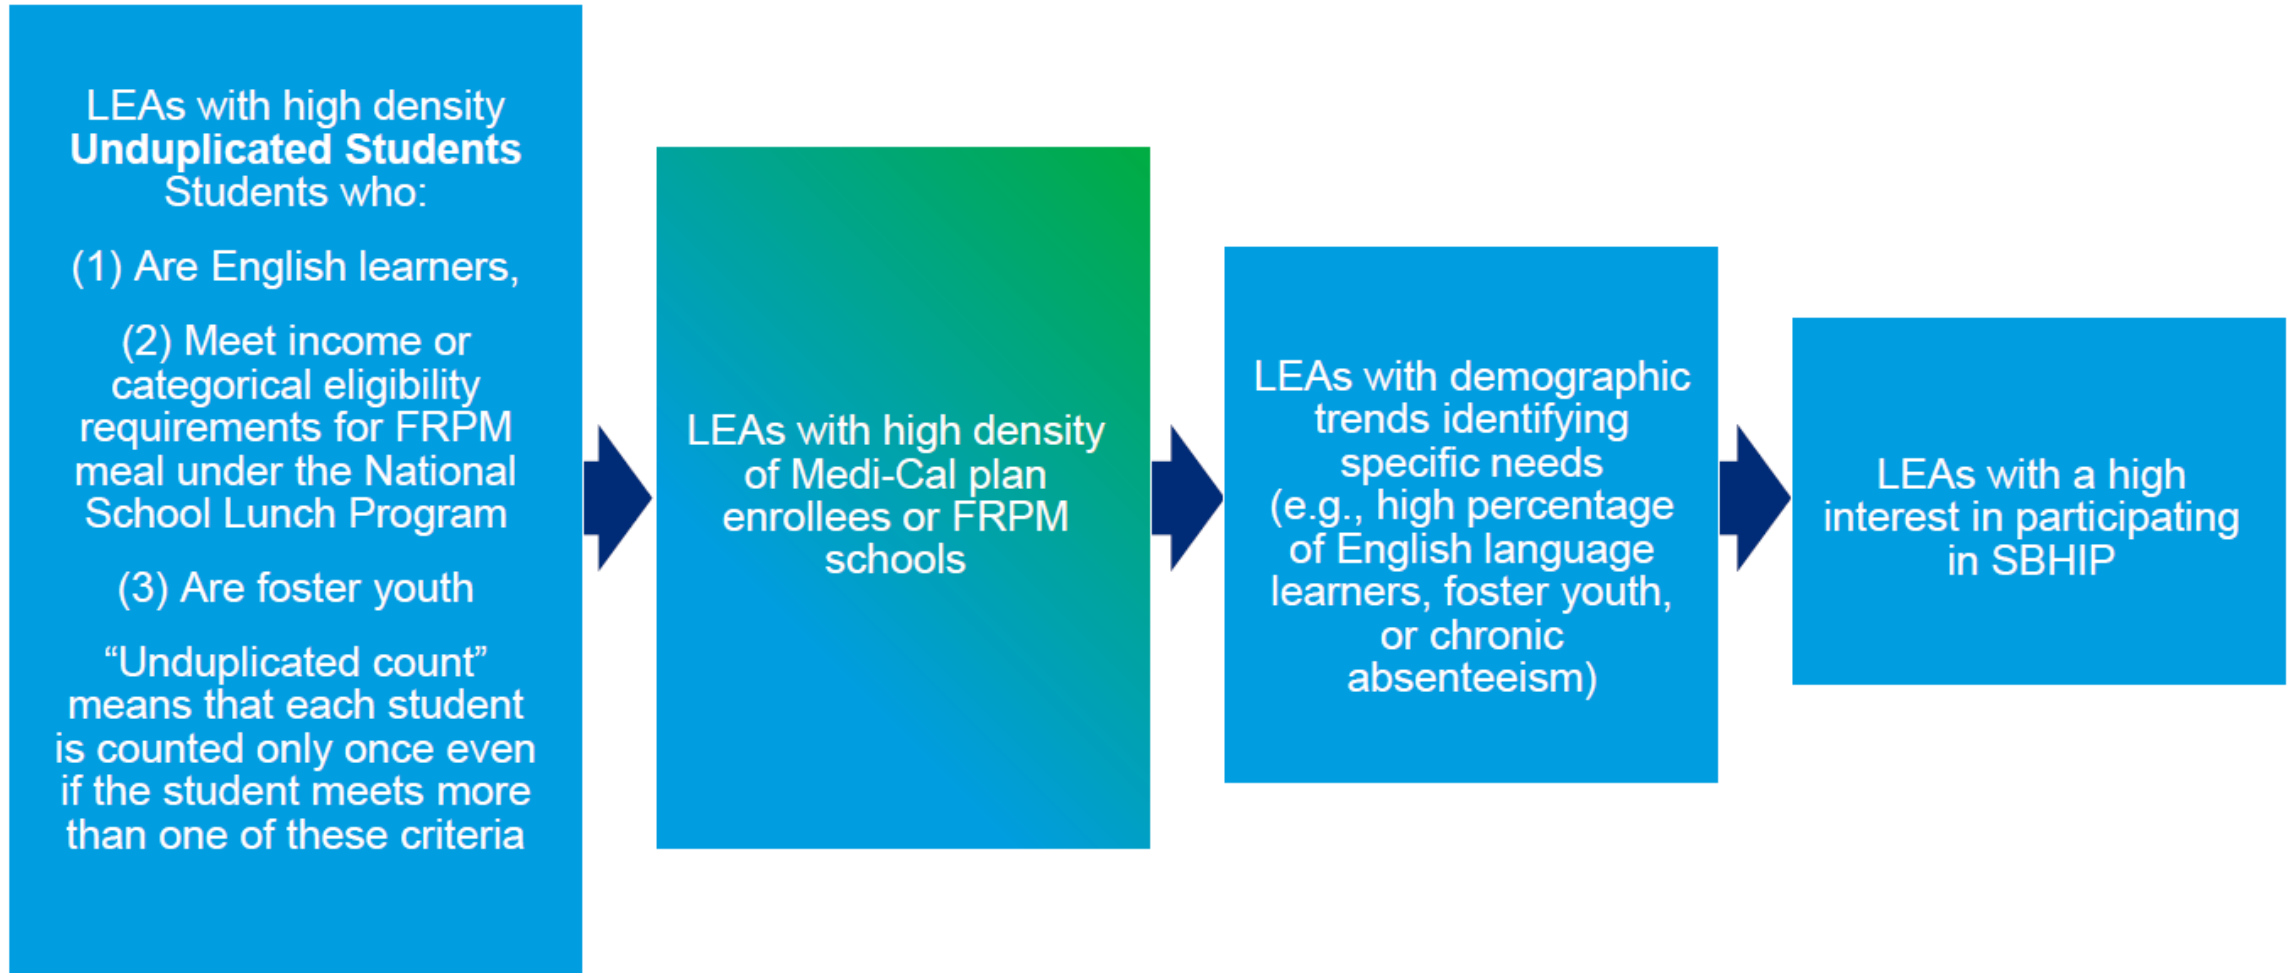 LEAs with high density
Unduplicated Students
Students who:
(1) Are English learners,
(2) Meet income or
categorical eligibility
requirements for FRPM
meal under the National
School Lunch Program
(3) Are foster youth
“Unduplicated count”
means that each student
is counted only once even
if the student meets more
than one of these criteria
LEAs with high density
of Medi-Cal plan
enrollees or FRPM
schools
LEAs with demographic
trends identifying
specific needs
(e.g., high percentage
of English language
learners, foster youth,
or chronic
absenteeism)
LEAs with a high
interest in participating
in SBHIP